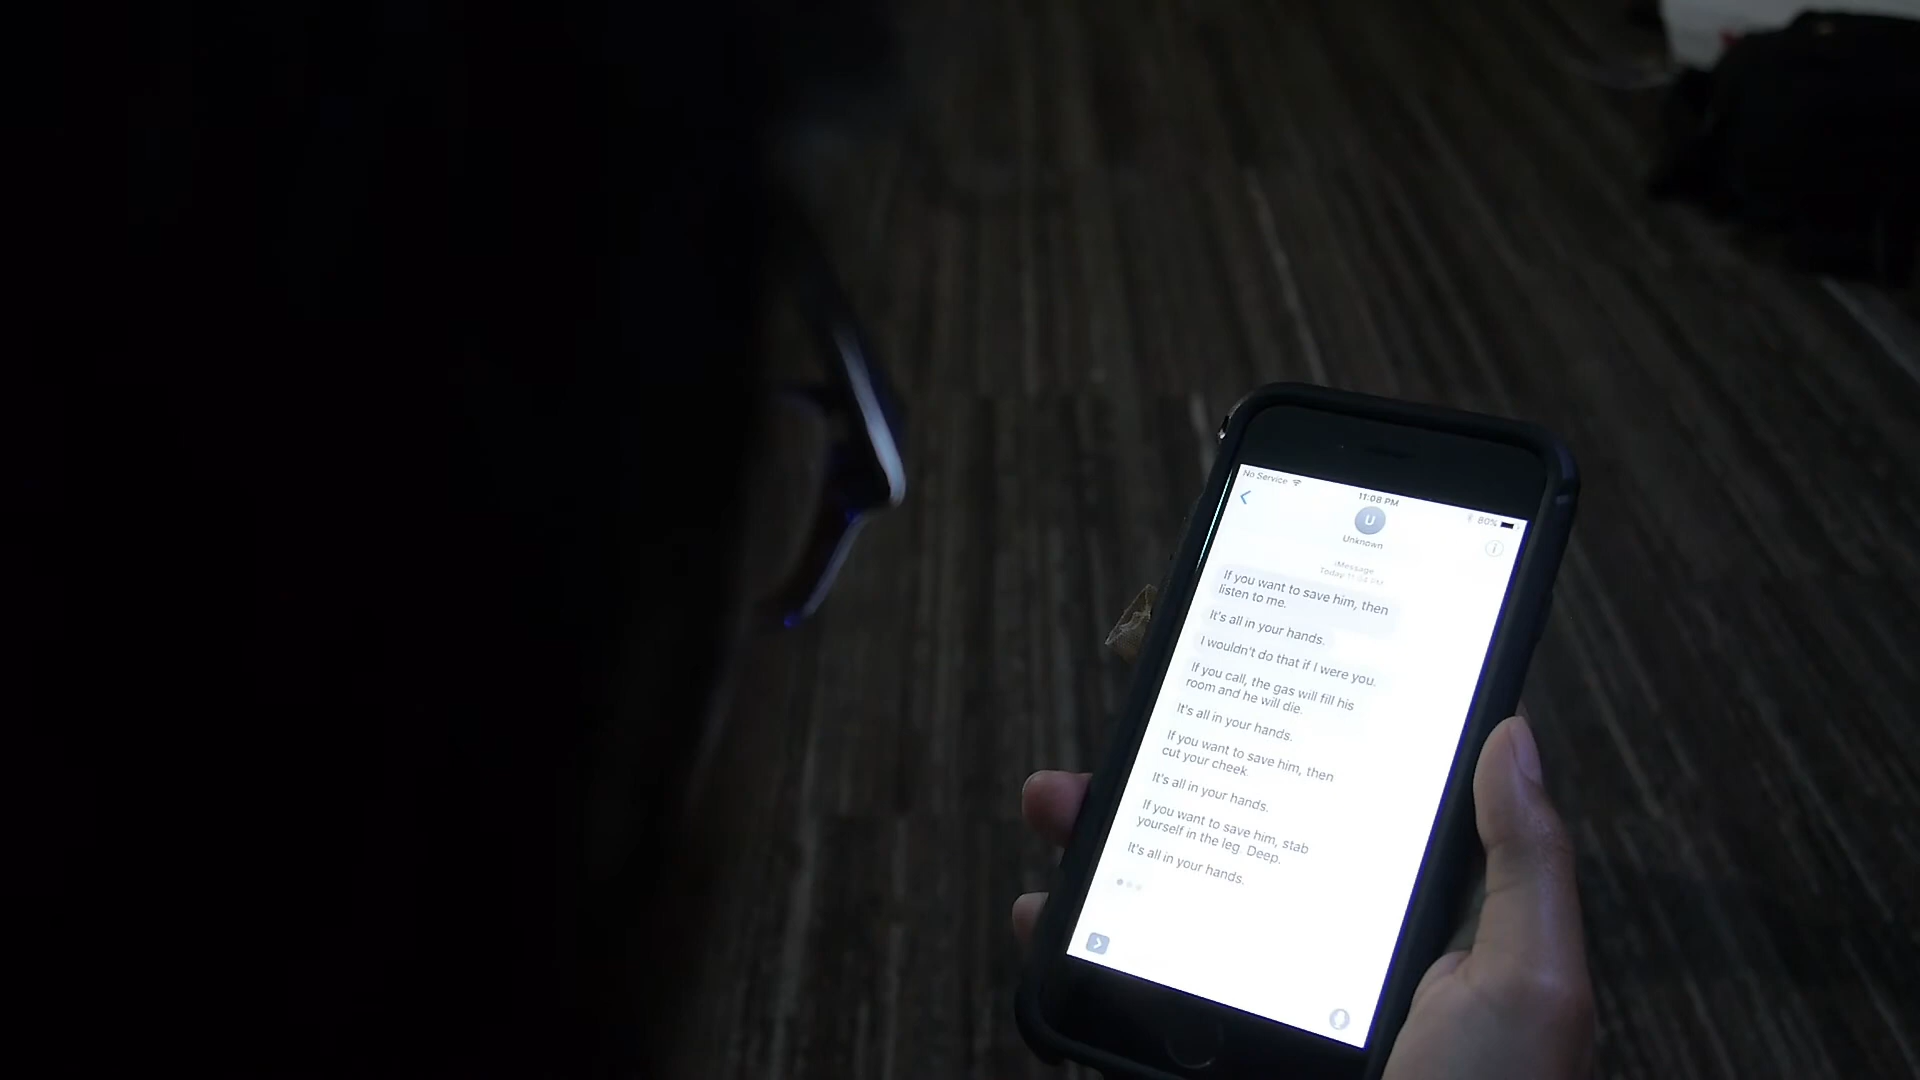 No Service
11:08 PM
80%
U
Unknown
iMessage
Today 11:04 PM
If you want to save him, then
listen to me.
It's all in your hands.
I wouldn't do that if I were you.
If you call, the gas will fill his
room and he will die.
It's all in your hands.
If you want to save him, then
cut your cheek.
It's all in your hands.
If you want to save him, stab
yourself in the leg. Deep.
It's all in your hands.